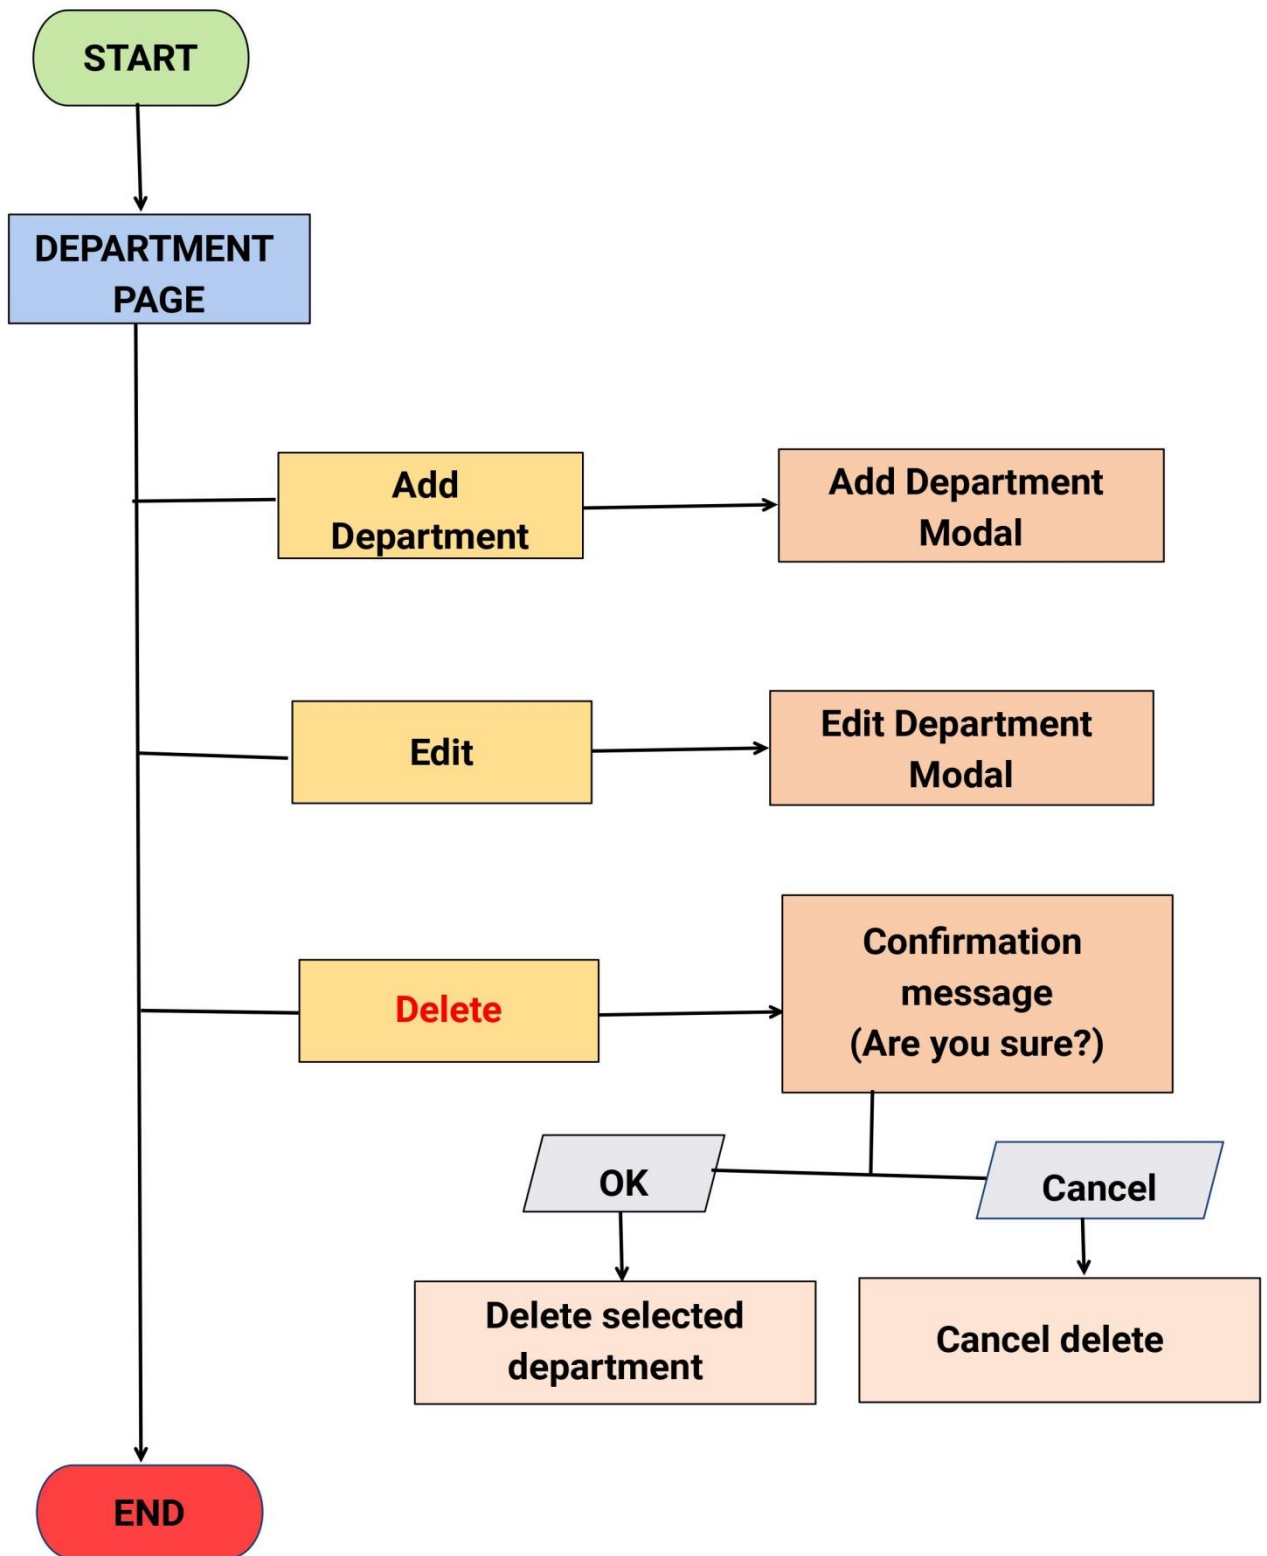 START
DEPARTMENT
PAGE
Add
Department
Add Department
Modal
Edit
Edit Department
Modal
Delete
Confirmation
message
(Are you sure?)
OK
Cancel
Delete selected
department
Cancel delete
END